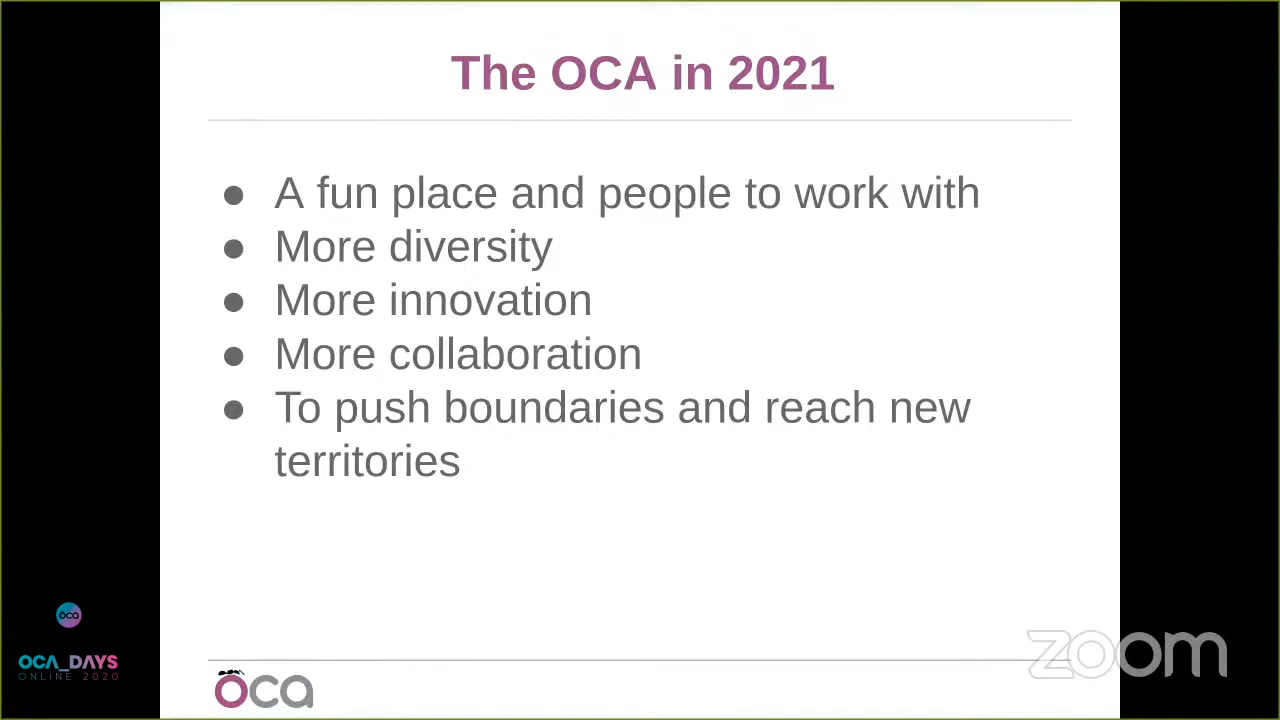 The OCA in 2021
● A fun place and people to work with
● More diversity
● More innovation
● More collaboration
● To push boundaries and reach new
territories
oca
OCA_DAYS
ONLINE 2020
oca
zoom